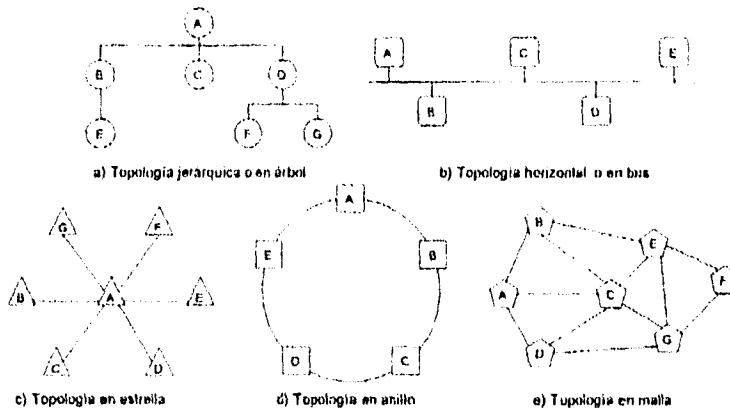 A
B C D
E F G
a) Topología jerárquica o en árbol
A C E
B D
b) Topología horizontal o en bus
G F
B A E
C D
c) Topología en estrella
A
E B
D C
d) Topología en anillo
B E
A C F
D G
e) Topología en malla